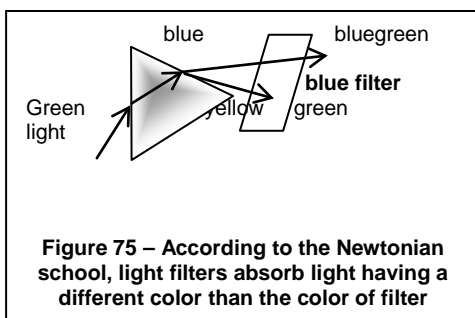 blue bluegreen
blue filter
Green yellow green
light
Figure 75 – According to the Newtonian
school, light filters absorb light having a
different color than the color of filter